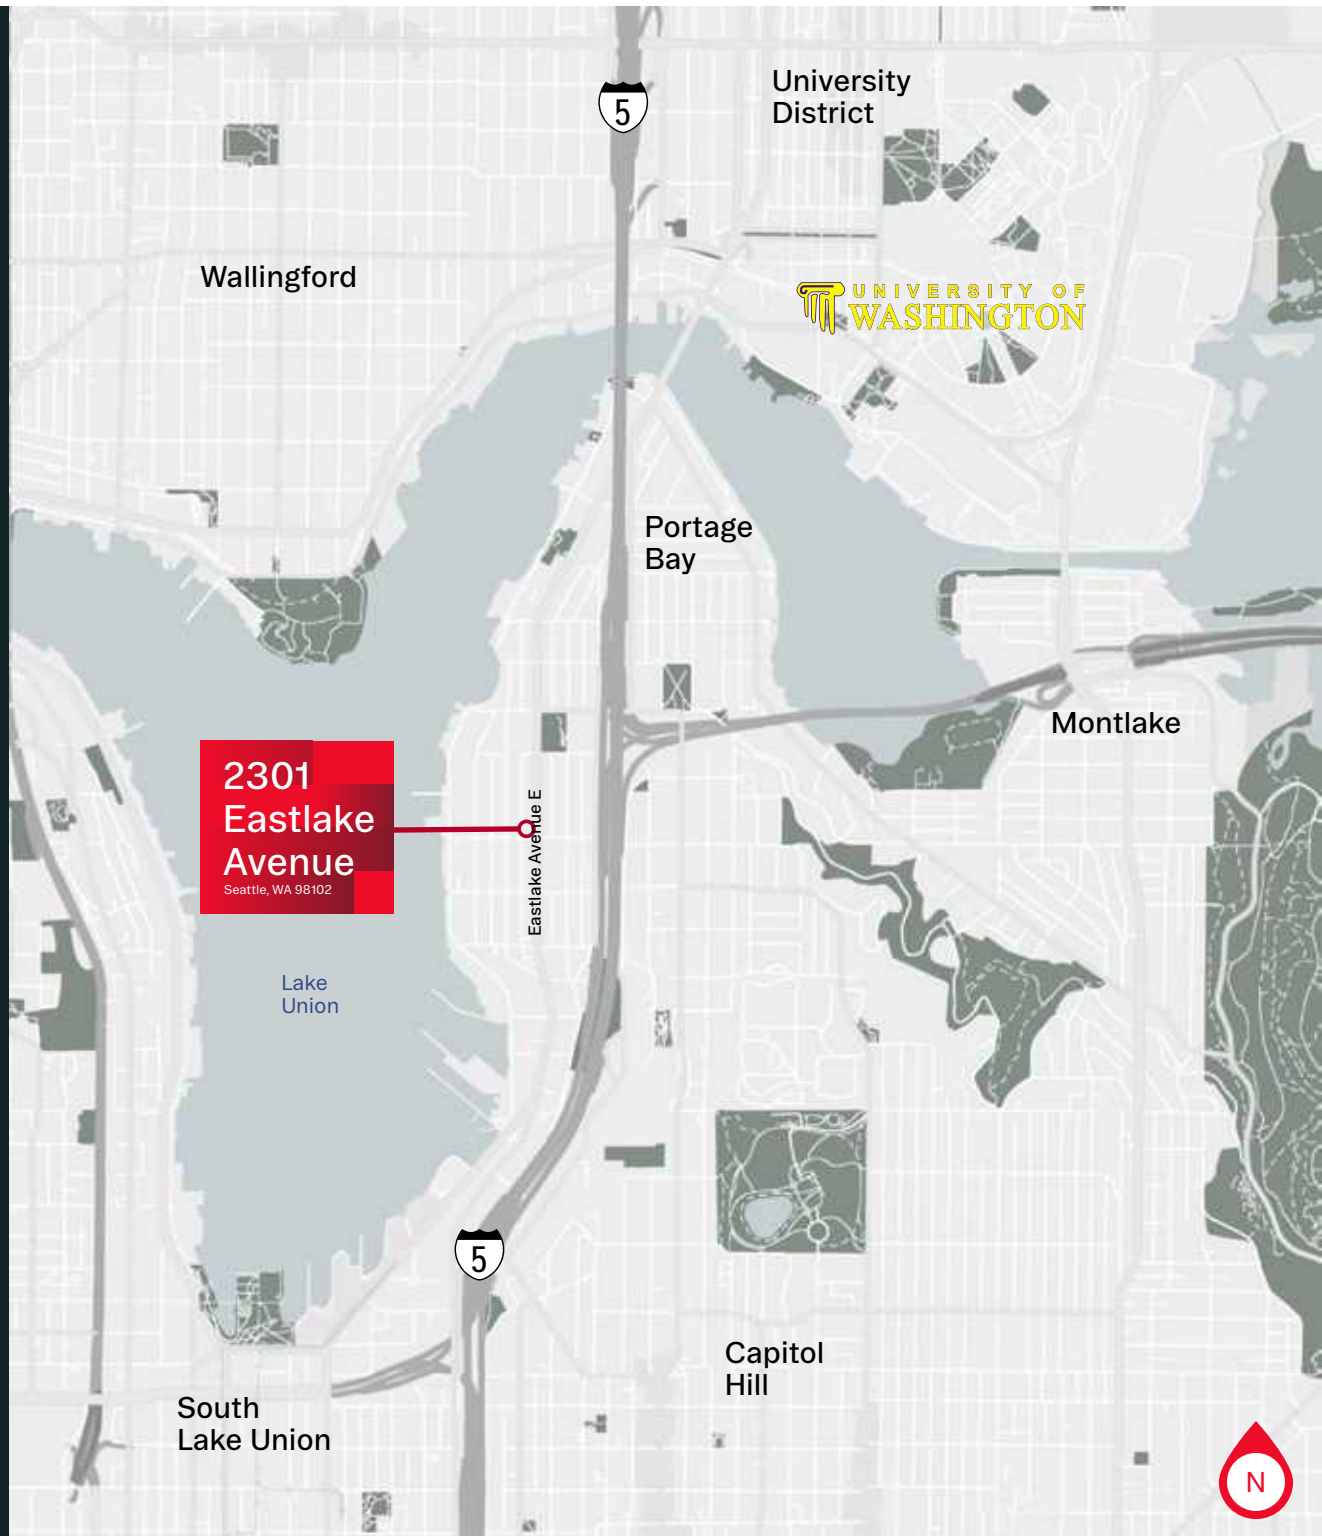 5
University
District
Wallingford
UNIVERSITY OF
WASHINGTON
Portage
Bay
Montlake
2301
Eastlake
Avenue
Seattle, WA 98102
Eastlake Avenue E
Lake
Union
5
Capitol
Hill
South
Lake Union
N